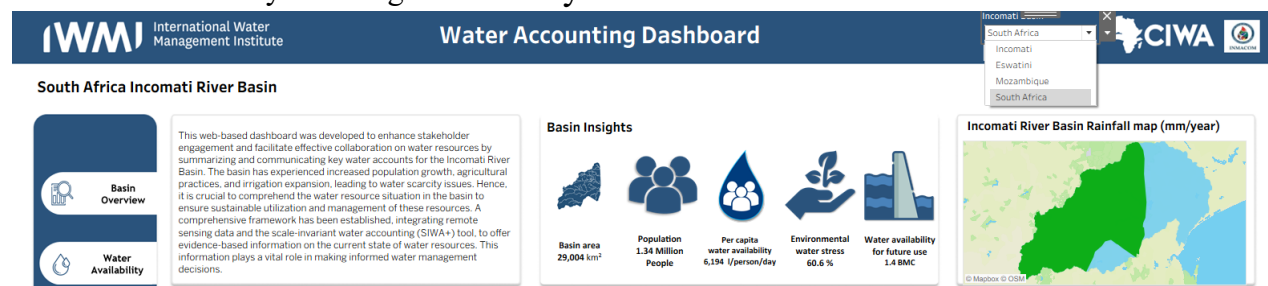 IWMI
International Water
Management Institute
Water Accounting Dashboard
South Africa
Incomati
Eswatini
Mozambique
South Africa
CIWA
INMACOM
South Africa Incomati River Basin
Basin
Overview
Water
Availability
This web-based dashboard was developed to enhance stakeholder
engagement and facilitate effective collaboration on water resources by
summarizing and communicating key water accounts for the Incomati River
Basin. The basin has experienced increased population growth, agricultural
practices, and irrigation expansion, leading to water scarcity issues. Hence,
it is crucial to comprehend the water resource situation in the basin to
ensure sustainable utilization and management of these resources. A
comprehensive framework has been established, integrating remote
sensing data and the scale-invariant water accounting (SIWA+) tool, to offer
evidence-based information on the current state of water resources. This
information plays a vital role in making informed water management
decisions.
Basin Insights
Basin area
29,004 km²
Population
1.34 Million
People
Per capita
water availability
6,194 l/person/day
Environmental
water stress
60.6 %
Water availability
for future use
1.4 BMC
Incomati River Basin Rainfall map (mm/year)
© Mapbox © OSM